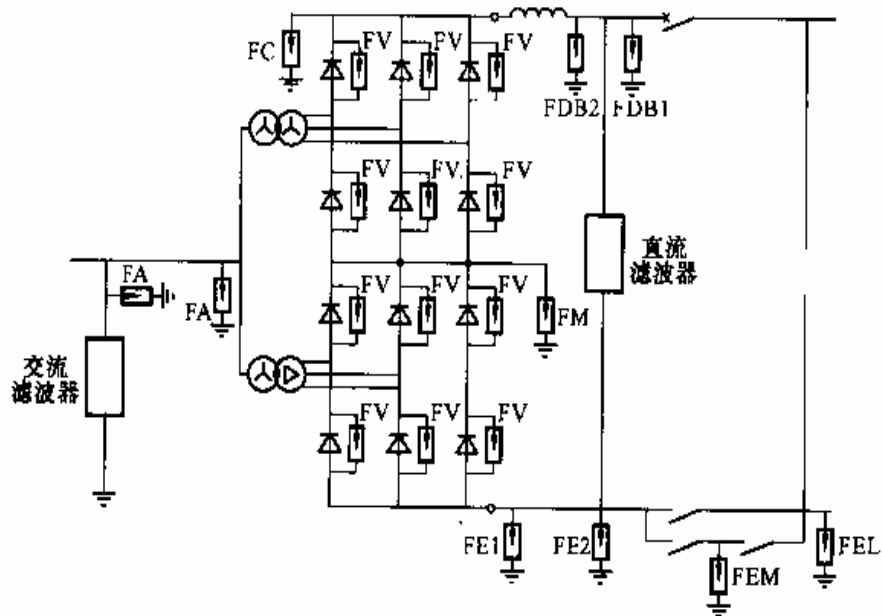 FC
FV FV FV
FDB2 FDB1
FV FV FV
直流
滤波器
FA
FA
FV FV FV
FM
交流
滤波器
FV FV FV
FE1 FE2 FEL
FEM